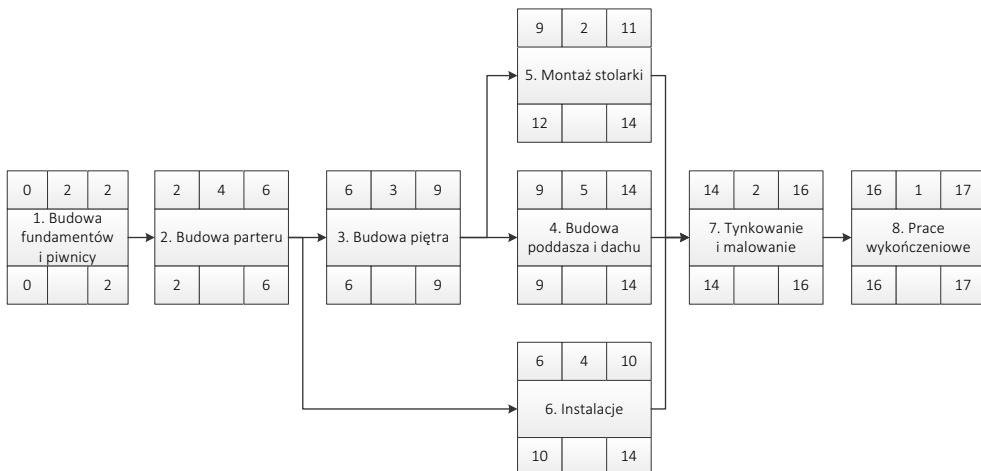 9 2 11
5. Montaż stolarki
12 14
0 2 2
1. Budowa
fundamentów
i piwnicy
0 2
2 4 6
2. Budowa parteru
2 6
6 3 9
3. Budowa piętra
6 9
9 5 14
4. Budowa
poddasza i dachu
9 14
14 2 16
7. Tynkowanie
i malowanie
14 16
16 1 17
8. Prace
wykończeniowe
16 17
6 4 10
6. Instalacje
10 14